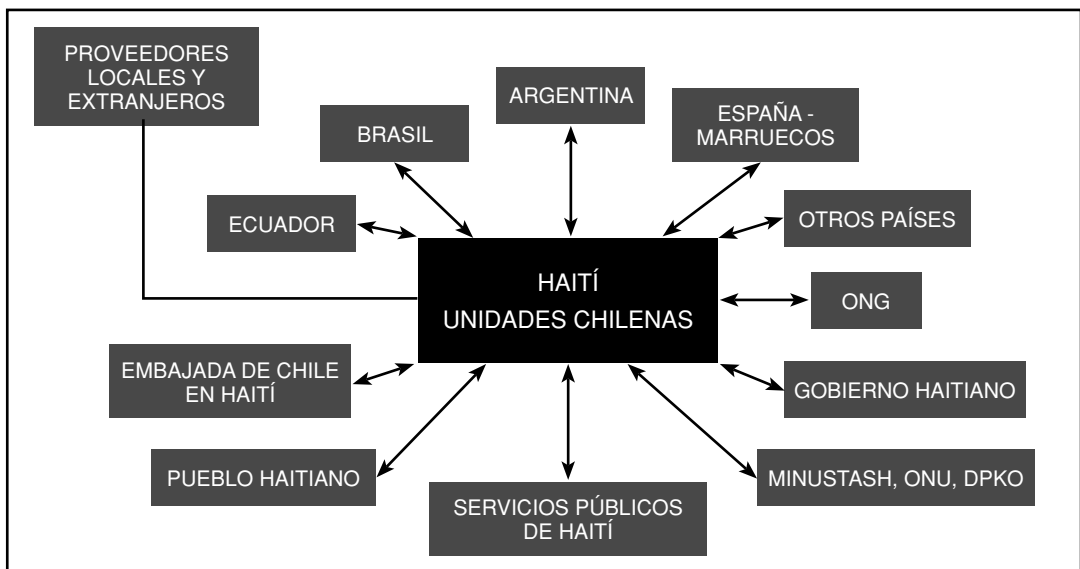 PROVEEDORES
LOCALES Y
EXTRANJEROS
BRASIL
ARGENTINA
ESPAÑA -
MARRUECOS
ECUADOR
OTROS PAÍSES
HAITÍ
UNIDADES CHILENAS
ONG
EMBAJADA DE CHILE
EN HAITÍ
GOBIERNO HAITIANO
PUEBLO HAITIANO
SERVICIOS PÚBLICOS
DE HAITÍ
MINUSTASH, ONU, DPKO